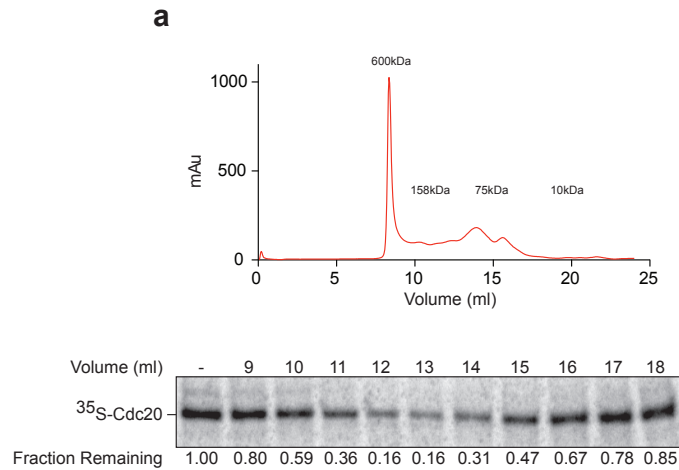 a
600kDa
1000
mAu
500
158kDa 75kDa 10kDa
0
0 5 10 15 20 25
Volume (ml)
Volume (ml) - 9 10 11 12 13 14 15 16 17 18
35S-Cdc20
Fraction Remaining 1.00 0.80 0.59 0.36 0.16 0.16 0.31 0.47 0.67 0.78 0.85